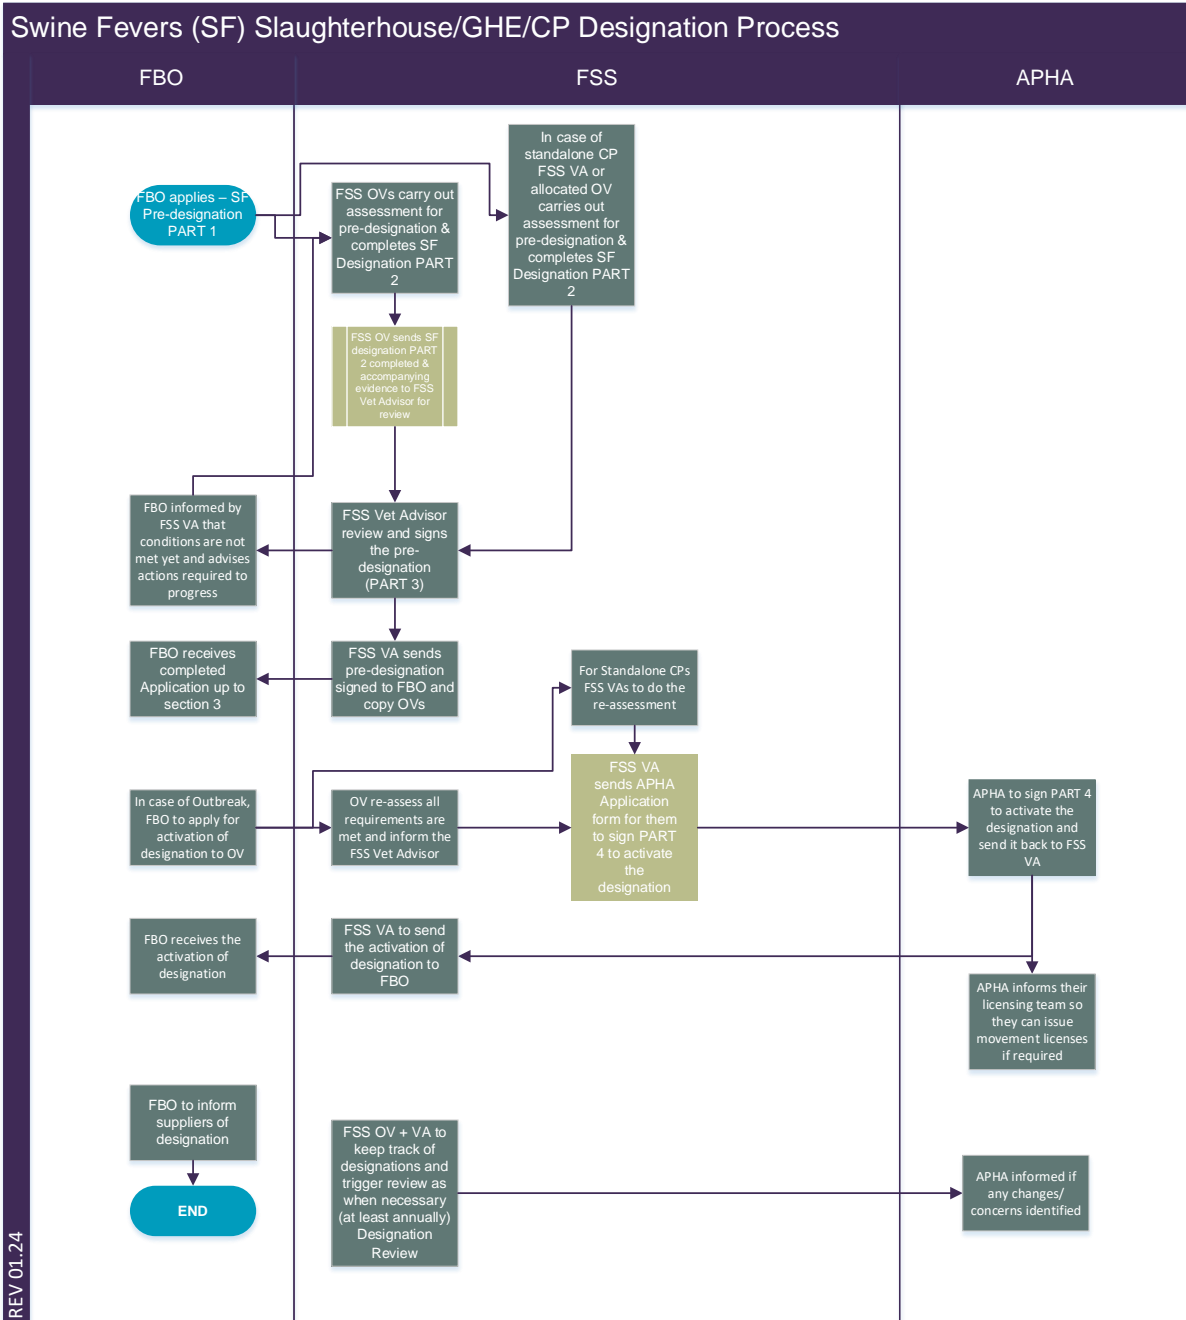 Swine Fevers (SF) Slaughterhouse/GHE/CP Designation Process
FBO
FSS
APHA
FBO applies – SF
Pre-designation
PART 1
FSS OVs carry out
assessment for
pre-designation &
completes SF
Designation PART
2
In case of
standalone CP
FSS VA or
allocated OV
carries out
assessment for
pre-designation &
completes SF
Designation PART
2
FSS OV sends SF
designation PART
2 completed &
accompanying
evidence to FSS
Vet Advisor for
review
FBO informed by
FSS VA that
conditions are not
met yet and advises
actions required to
progress
FSS Vet Advisor
review and signs
the pre-
designation
(PART 3)
FBO receives
completed
Application up to
section 3
FSS VA sends
pre-designation
signed to FBO and
copy OVs
For Standalone CPs
FSS VAs to do the
re-assessment
In case of Outbreak,
FBO to apply for
activation of
designation to OV
OV re-assess all
requirements are
met and inform the
FSS Vet Advisor
FSS VA
sends APHA
Application
form for them
to sign PART
4 to activate
the
designation
APHA to sign PART 4
to activate the
designation and
send it back to FSS
VA
FBO receives the
activation of
designation
FSS VA to send
the activation of
designation to
FBO
APHA informs their
licensing team so
they can issue
movement licenses
if required
FBO to inform
suppliers of
designation
END
FSS OV + VA to
keep track of
designations and
trigger review as
when necessary
(at least annually)
Designation
Review
APHA informed if
any changes/
concerns identified
REV 01.24